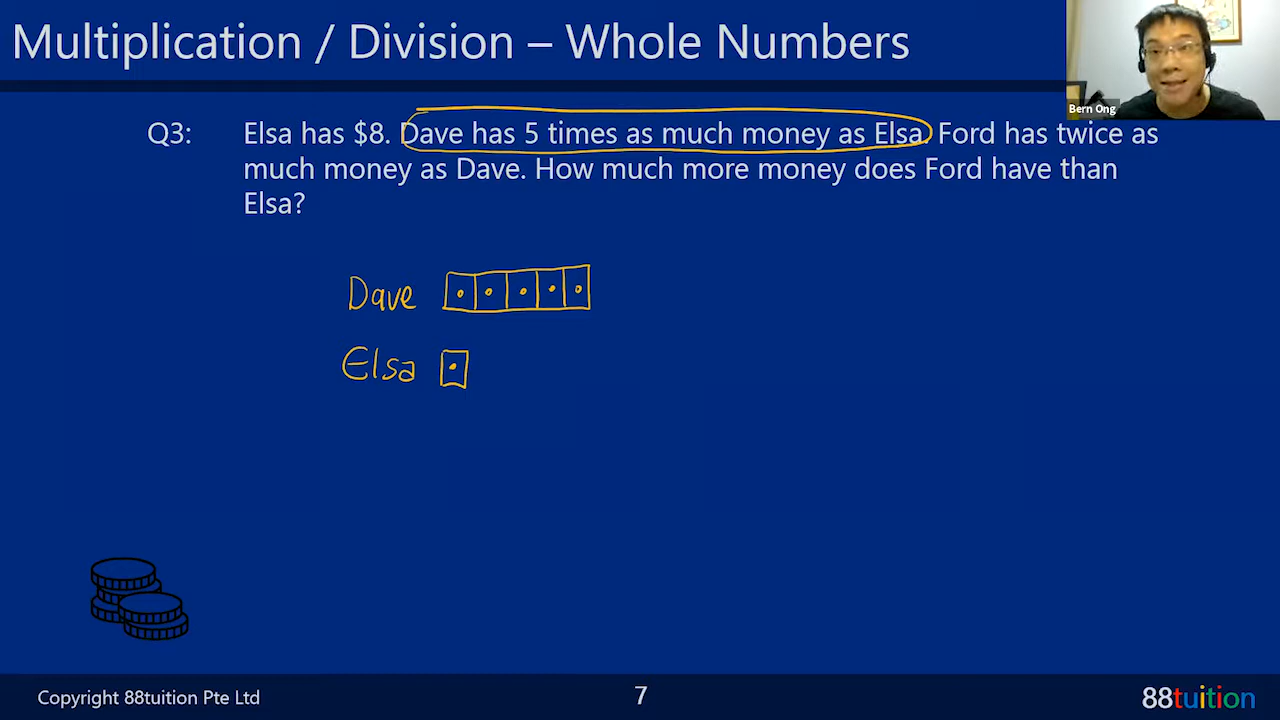 Multiplication / Division – Whole Numbers
Bern Ong
Q3: Elsa has $8. Dave has 5 times as much money as Elsa. Ford has twice as
much money as Dave. How much more money does Ford have than
Elsa?
Dave
Elsa
Copyright 88tuition Pte Ltd
7
88tuition